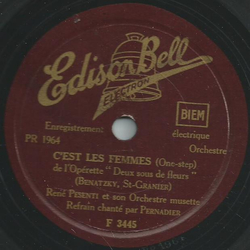 Edison Bell
ELECTRON
BIEM
Enregistrement électrique
PR 1964 Orchestre
C'EST LES FEMMES (One-step)
de l'Opérette "Deux sous de fleurs"
(BENATZKY, ST-GRANIER)
René PESENTI et son Orchestre musette
Refrain chanté par PERNADIER
F 3445